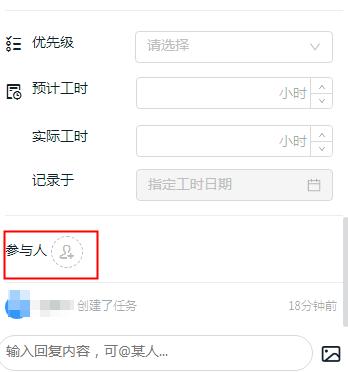 优先级 请选择
预计工时 小时
实际工时 小时
记录于 指定工时日期
参与人
创建了任务 18分钟前
输入回复内容，可@某人...